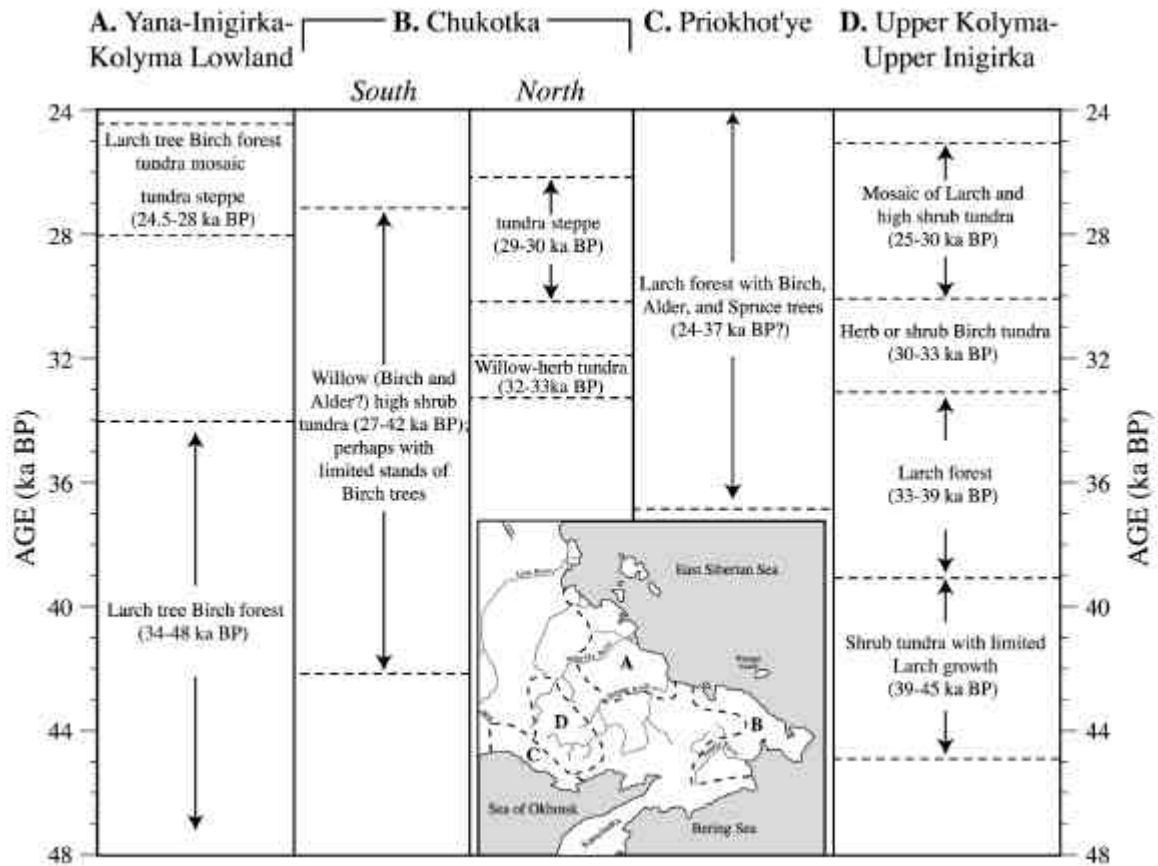 A. Yana-Inigirka-
Kolyma Lowland
B. Chukotka
C. Priokhot'ye
D. Upper Kolyma-
Upper Inigirka
South
North
AGE (ka BP)
24
28
32
36
40
44
48
Larch tree Birch forest
tundra mosaic
tundra steppe
(24.5-28 ka BP)
Larch tree Birch forest
(34-48 ka BP)
Willow (Birch and
Alder?) high shrub
tundra (27-42 ka BP);
perhaps with
limited stands of
Birch trees
tundra steppe
(29-30 ka BP)
Willow-herb tundra
(32-33ka BP)
Larch forest with Birch,
Alder, and Spruce trees
(24-37 ka BP?)
Mosaic of Larch and
high shrub tundra
(25-30 ka BP)
Herb or shrub Birch tundra
(30-33 ka BP)
Larch forest
(33-39 ka BP)
Shrub tundra with limited
Larch growth
(39-45 ka BP)
24
28
32
36
40
44
48
AGE (ka BP)
East Siberian Sea
A
B
D
C
Sea of Okhotsk
Bering Sea